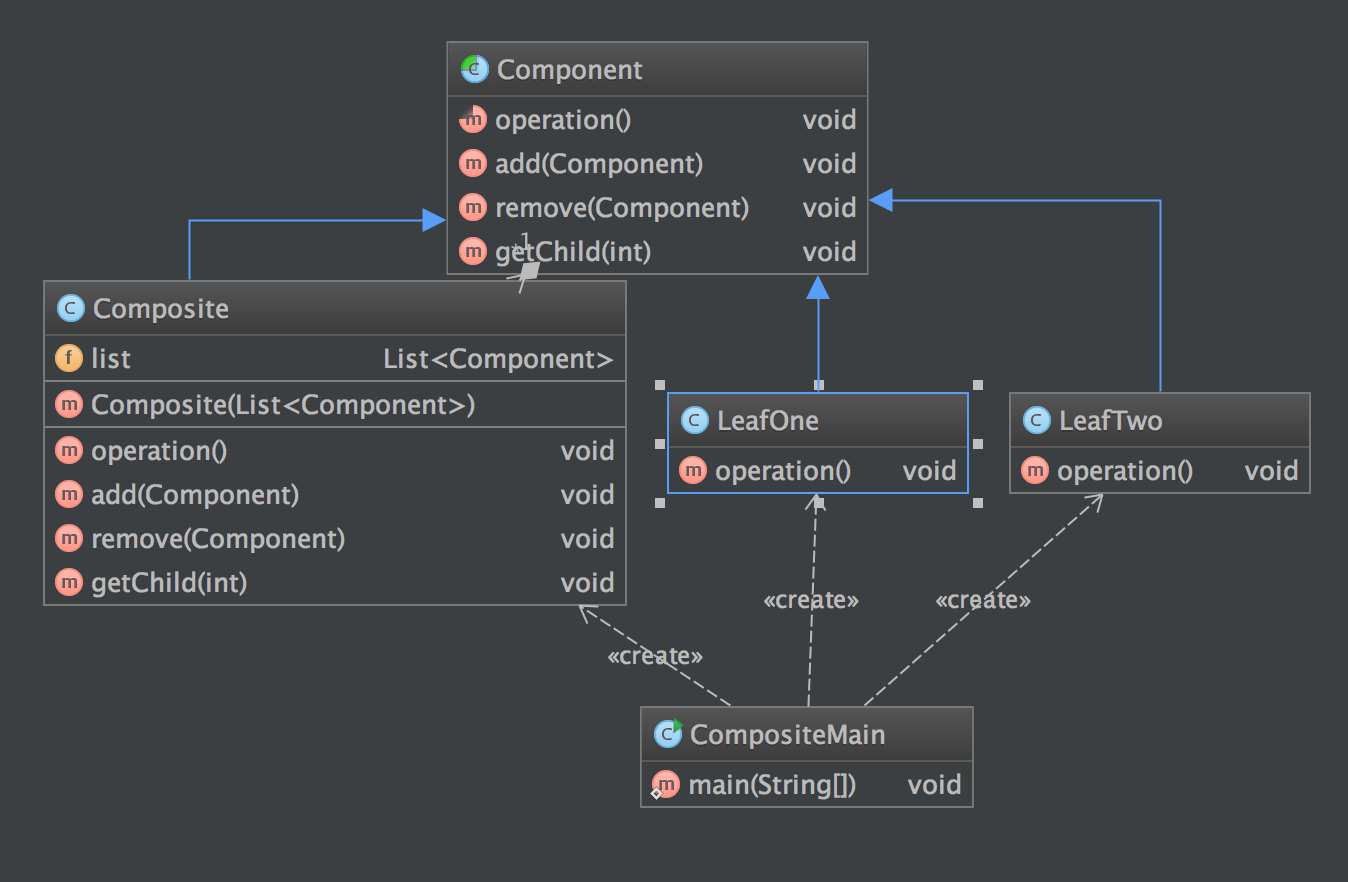 Component
operation() void
add(Component) void
remove(Component) void
getChild(int) void
1
Composite
list List<Component>
Composite(List<Component>)
operation() void
add(Component) void
remove(Component) void
getChild(int) void
LeafOne
operation() void
LeafTwo
operation() void
«create»
«create»
«create»
CompositeMain
main(String[]) void